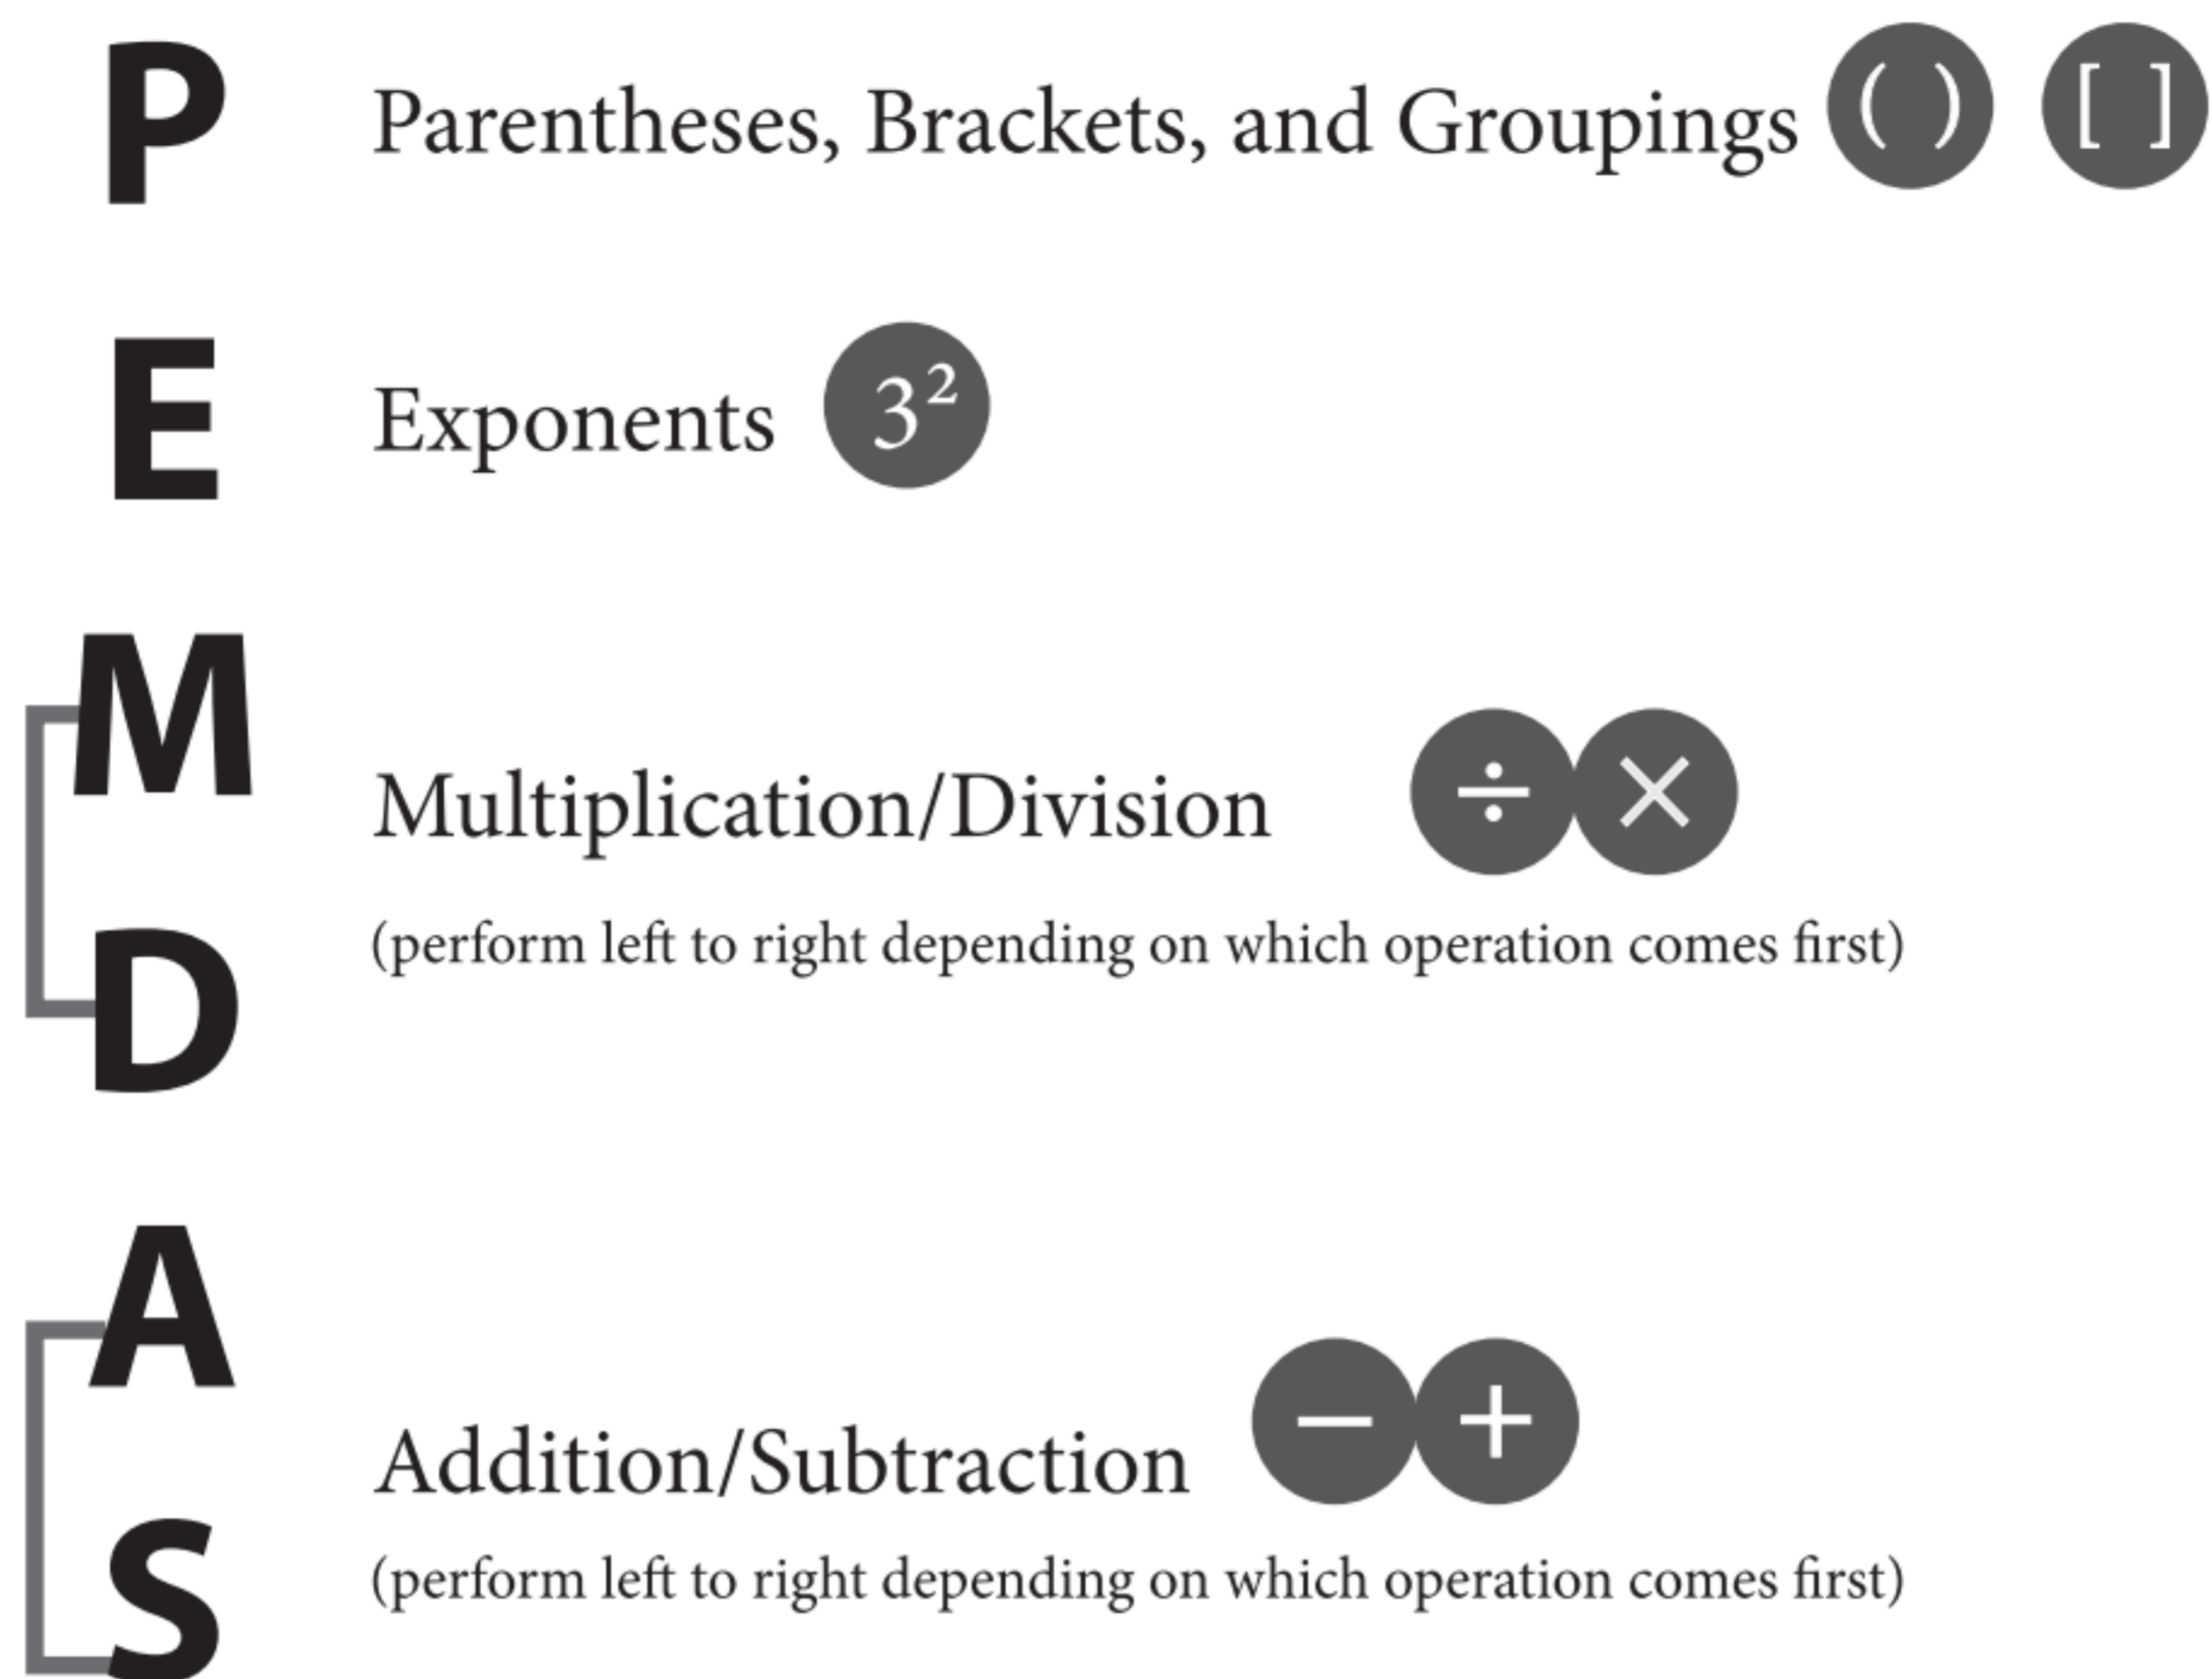 P
Parentheses, Brackets, and Groupings ( ) [ ]
E
Exponents 3²
M
Multiplication/Division ÷ ×
(perform left to right depending on which operation comes first)
D
A
Addition/Subtraction − +
(perform left to right depending on which operation comes first)
S